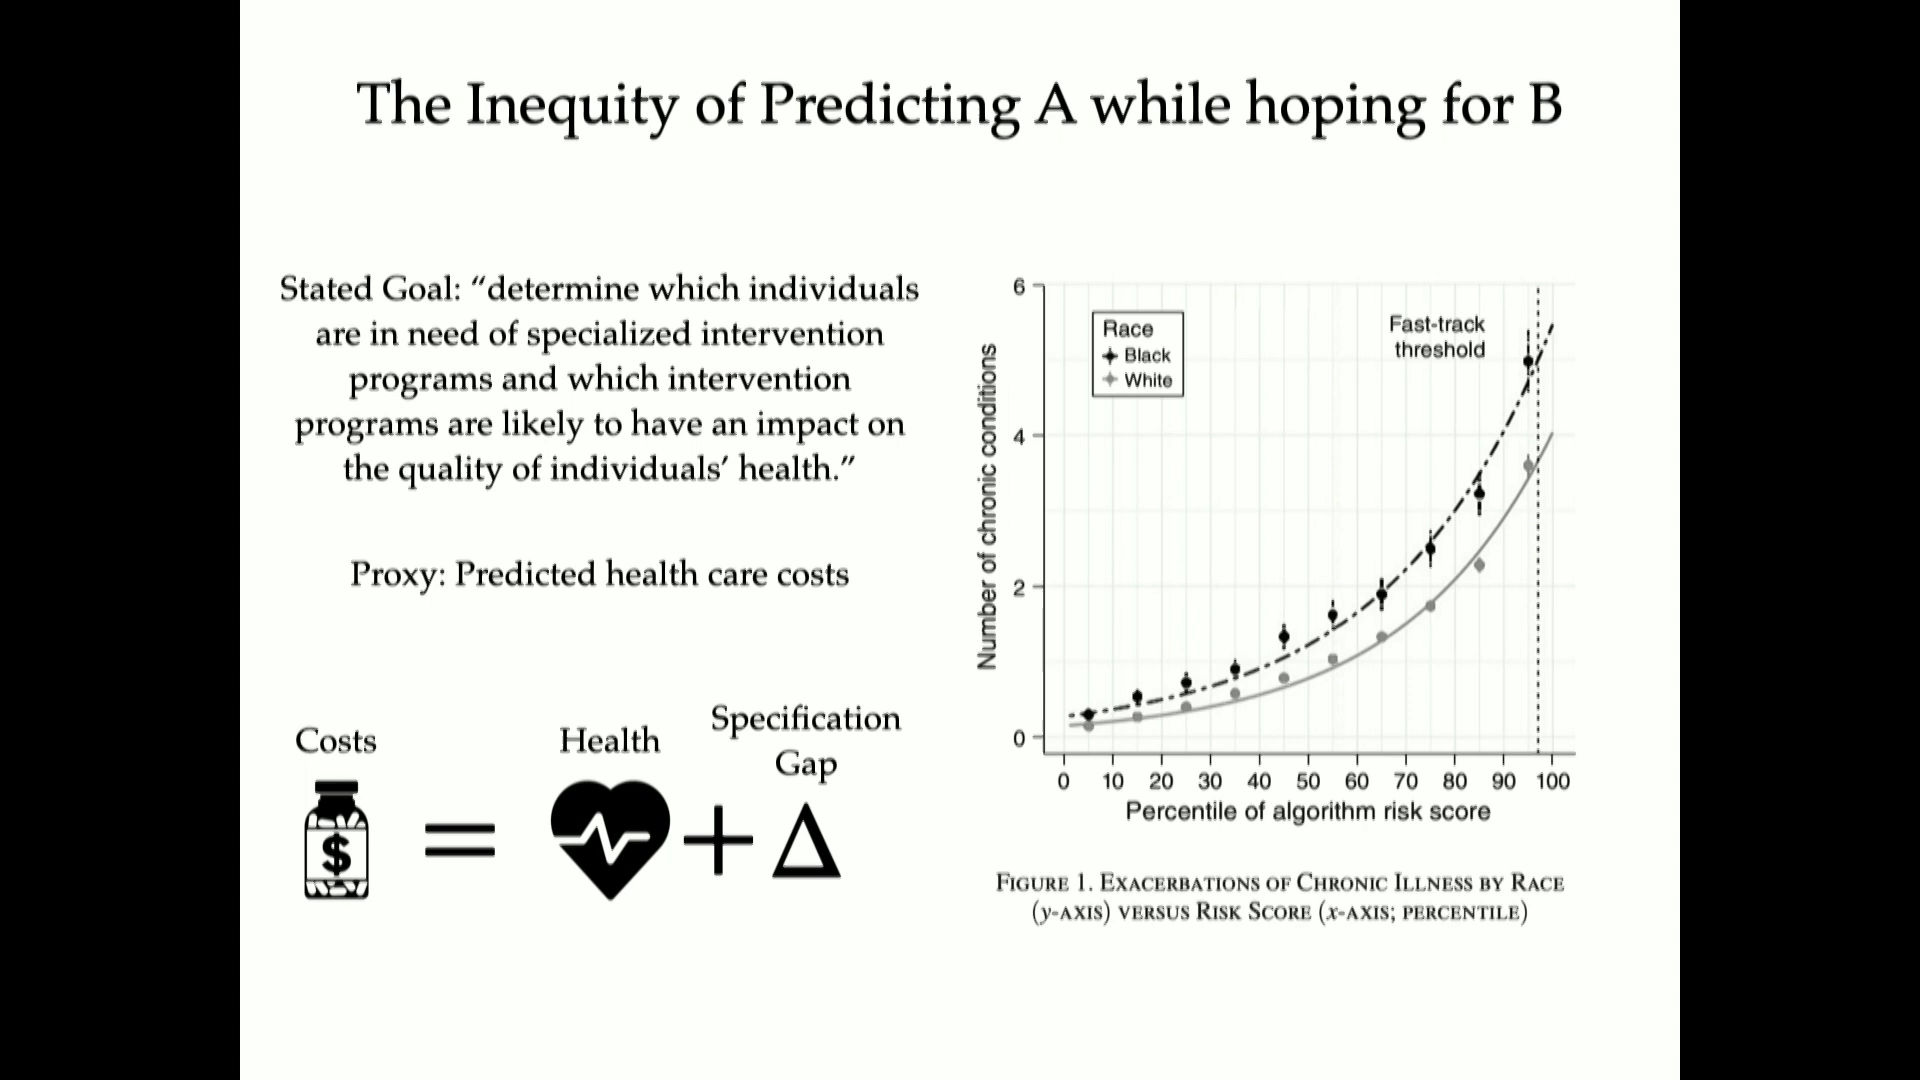 The Inequity of Predicting A while hoping for B
Stated Goal: “determine which individuals
are in need of specialized intervention
programs and which intervention
programs are likely to have an impact on
the quality of individuals’ health.”
Proxy: Predicted health care costs
Costs
Health
Specification
Gap
$
=
+
Δ
6
4
2
0
Number of chronic conditions
Race
Black
White
Fast-track
threshold
0 10 20 30 40 50 60 70 80 90 100
Percentile of algorithm risk score
FIGURE 1. EXACERBATIONS OF CHRONIC ILLNESS BY RACE
(y-AXIS) VERSUS RISK SCORE (x-AXIS; PERCENTILE)